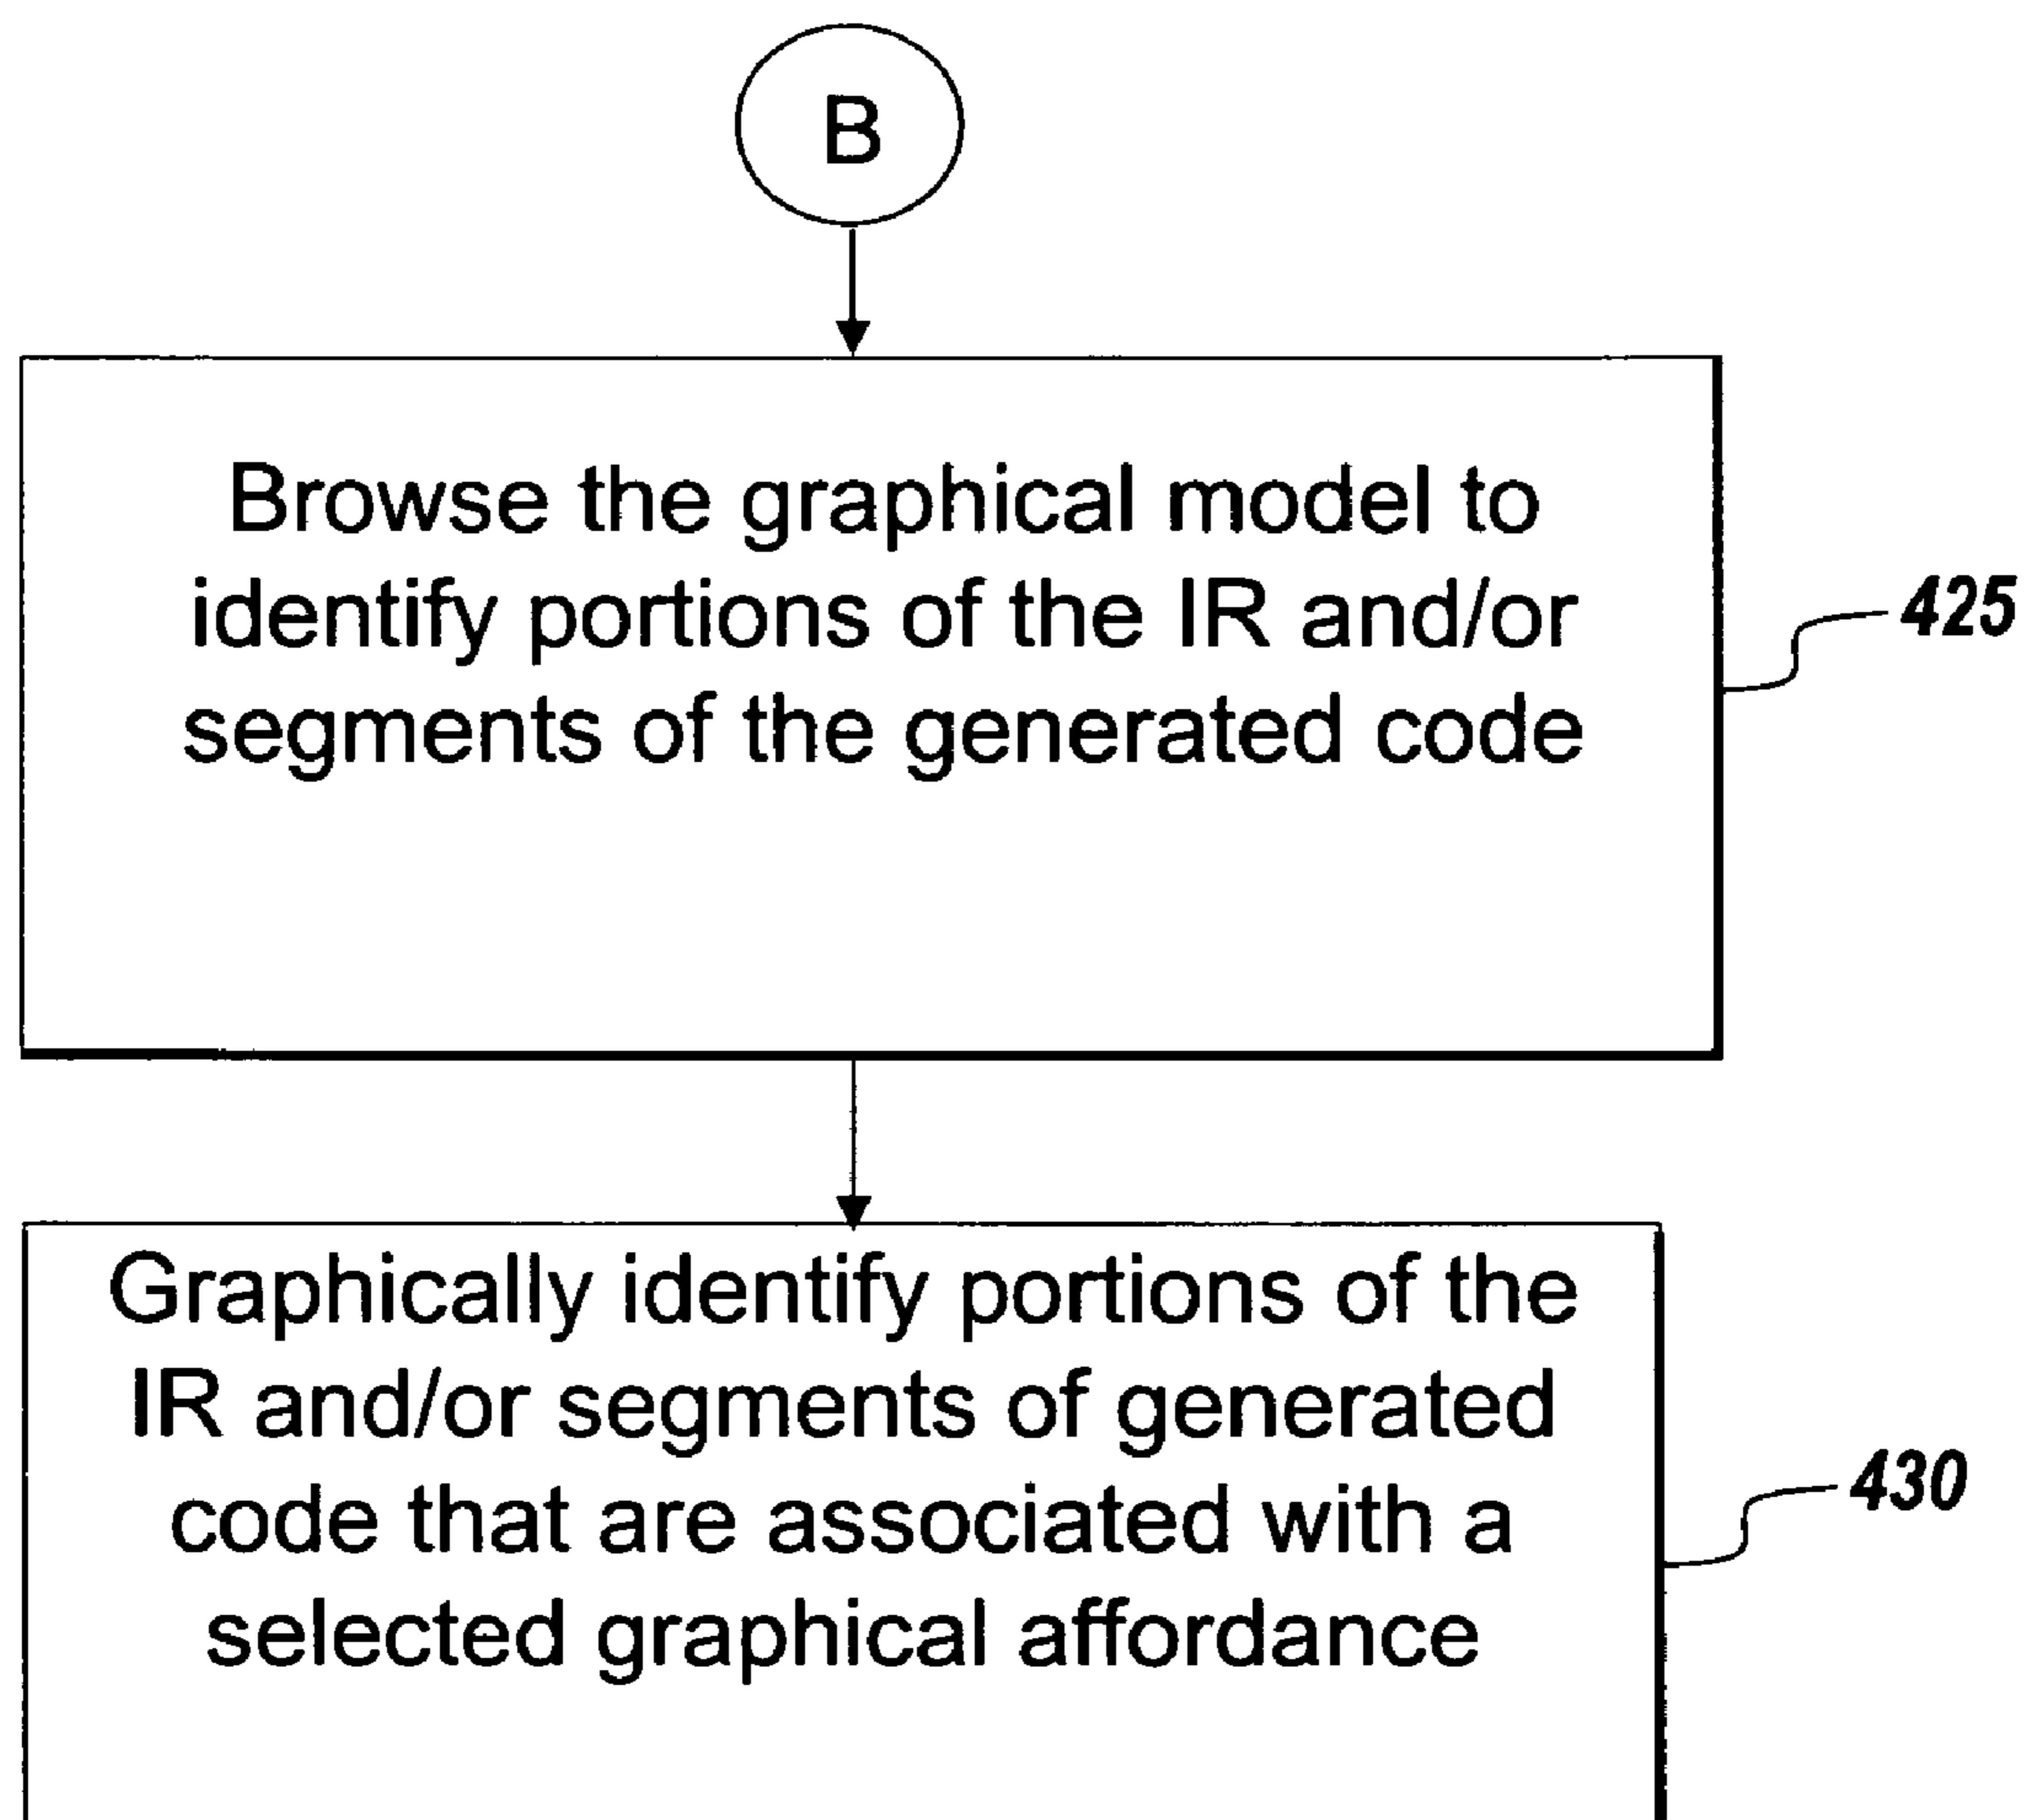 B
Browse the graphical model to
identify portions of the IR and/or
segments of the generated code
425
Graphically identify portions of the
IR and/or segments of generated
code that are associated with a
selected graphical affordance
430